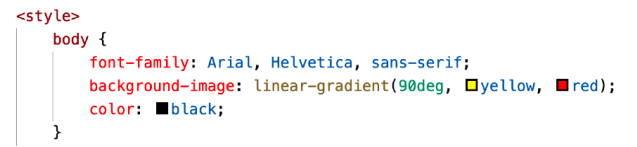 <style>
body {
font-family: Arial, Helvetica, sans-serif;
background-image: linear-gradient(90deg, yellow, red);
color: black;
}